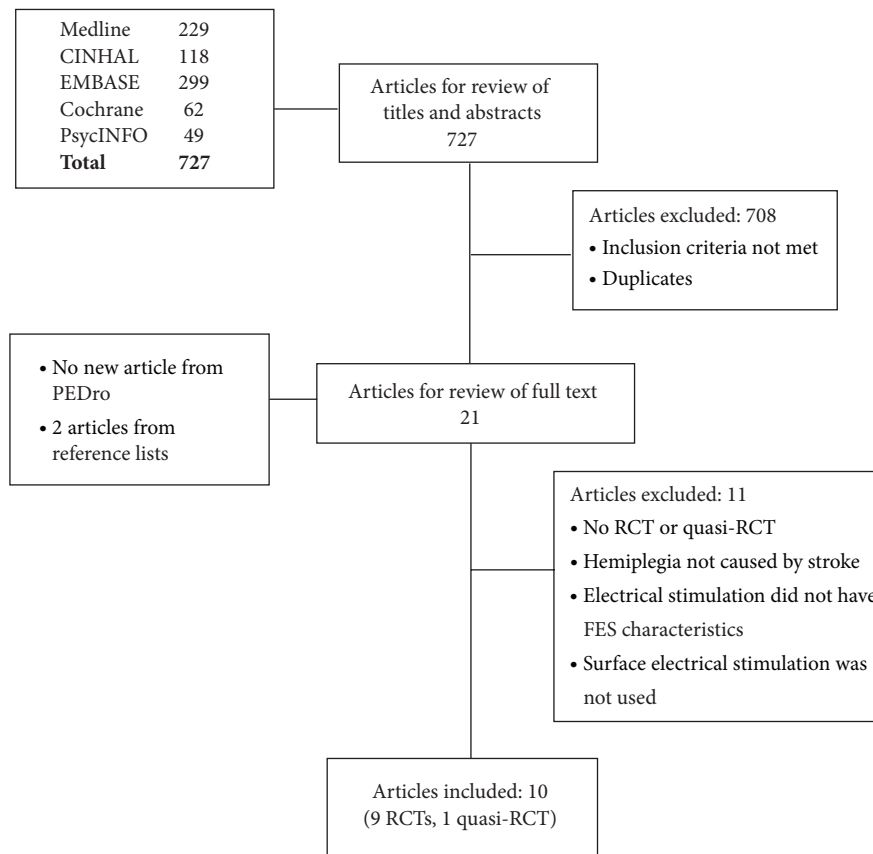 Medline 229
CINHAL 118
EMBASE 299
Cochrane 62
PsycINFO 49
Total 727
Articles for review of
titles and abstracts
727
Articles excluded: 708
• Inclusion criteria not met
• Duplicates
• No new article from
PEDro
• 2 articles from
reference lists
Articles for review of full text
21
Articles excluded: 11
• No RCT or quasi-RCT
• Hemiplegia not caused by stroke
• Electrical stimulation did not have
FES characteristics
• Surface electrical stimulation was
not used
Articles included: 10
(9 RCTs, 1 quasi-RCT)